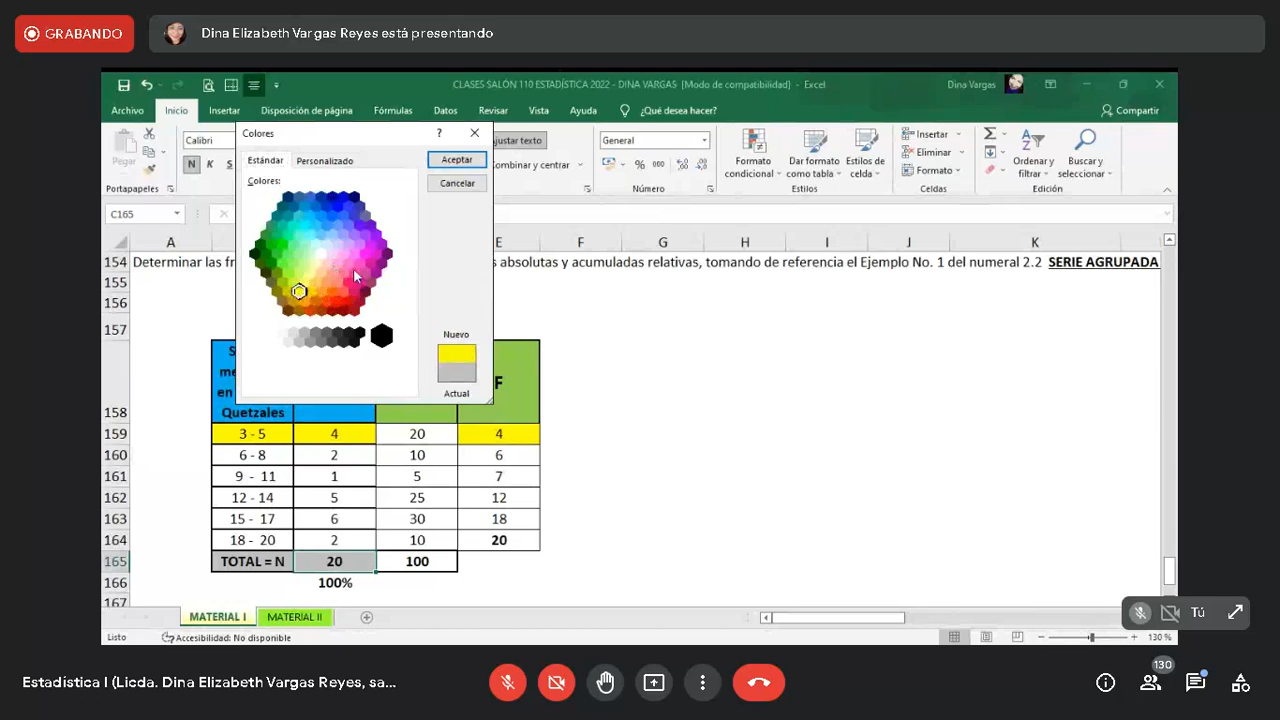 GRABANDO
Dina Elizabeth Vargas Reyes está presentando
CLASES SALÓN 110 ESTADÍSTICA 2022 - DINA VARGAS [Modo de compatibilidad] - Excel
Dina Vargas
Archivo Inicio Insertar Disposición de página Fórmulas Datos Revisar Vista Ayuda ¿Qué desea hacer? Compartir
Pegar
Portapapeles
Calibri
N K S
Ajustar texto
Combinar y centrar
General
% 000
Número
Formato condicional
Dar formato como tabla
Estilos de celda
Estilos
Insertar
Eliminar
Formato
Celdas
Ordenar y filtrar
Buscar y seleccionar
Edición
Colores
?
Estándar Personalizado
Colores:
Aceptar
Cancelar
Nuevo
Actual
C165
A E F G H I J K
154 Determinar las fr s absolutas y acumuladas relativas, tomando de referencia el Ejemplo No. 1 del numeral 2.2 SERIE AGRUPADA
155
156
157
S
me
en
Quetzales
F
158
159 3 - 5 4 20 4
160 6 - 8 2 10 6
161 9 - 11 1 5 7
162 12 - 14 5 25 12
163 15 - 17 6 30 18
164 18 - 20 2 10 20
165 TOTAL = N 20 100
166 100%
167
MATERIAL I MATERIAL II
Listo Accesibilidad: No disponible
130 %
Tú
Estadística I (Licda. Dina Elizabeth Vargas Reyes, sa...
130